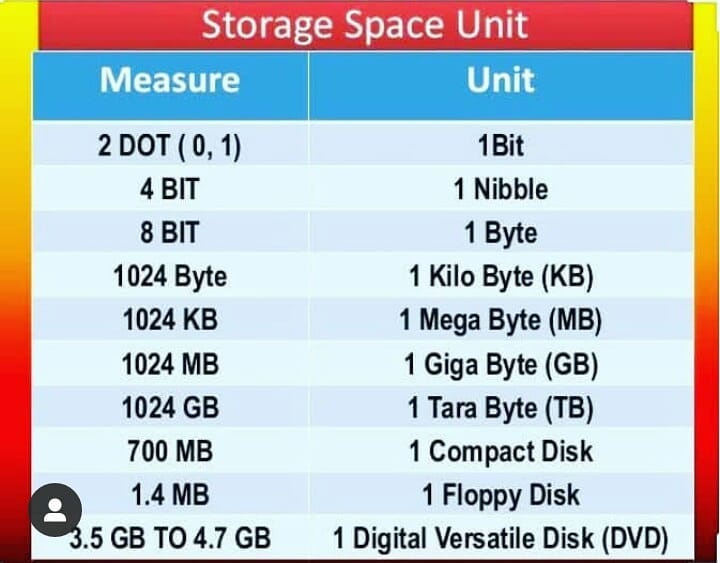 Storage Space Unit
Measure Unit
2 DOT ( 0, 1) 1Bit
4 BIT 1 Nibble
8 BIT 1 Byte
1024 Byte 1 Kilo Byte (KB)
1024 KB 1 Mega Byte (MB)
1024 MB 1 Giga Byte (GB)
1024 GB 1 Tara Byte (TB)
700 MB 1 Compact Disk
1.4 MB 1 Floppy Disk
3.5 GB TO 4.7 GB 1 Digital Versatile Disk (DVD)